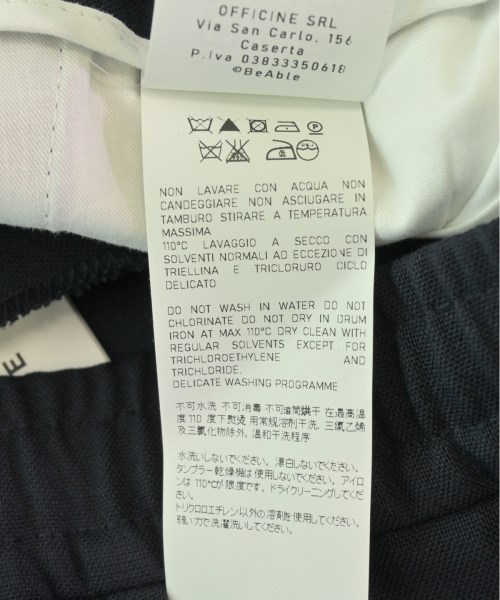 OFFICINE SRL
Via San Carlo, 156
Caserta
P.Iva 03833350618
©BeAble
NON LAVARE CON ACQUA NON
CANDEGGIARE NON ASCIUGARE IN
TAMBURO STIRARE A TEMPERATURA
MASSIMA
110°C LAVAGGIO A SECCO CON
SOLVENTI NORMALI AD ECCEZIONE DI
TRIELLINA E TRICLORURO CICLO
DELICATO
DO NOT WASH IN WATER DO NOT
CHLORINATE DO NOT DRY IN DRUM
IRON AT MAX 110°C DRY CLEAN WITH
REGULAR SOLVENTS EXCEPT FOR
TRICHLOROETHYLENE AND
TRICHLORIDE.
DELICATE WASHING PROGRAMME
不可水洗 不可消毒 不可滚筒烘干 在最高温
度110 度下熨烫 用常规溶剂干洗, 三氯乙烯
及三氯化物除外, 温和干洗程序
水洗いしないでください。漂白しないでください。
タンブラー乾燥機は使用しないでください。アイロ
ンは 110℃が限度です。ドライクリーニングしてくだ
さい。
トリクロロエチレン以外の溶剤を使用してください。
弱い力で洗濯洗いしてください。
E